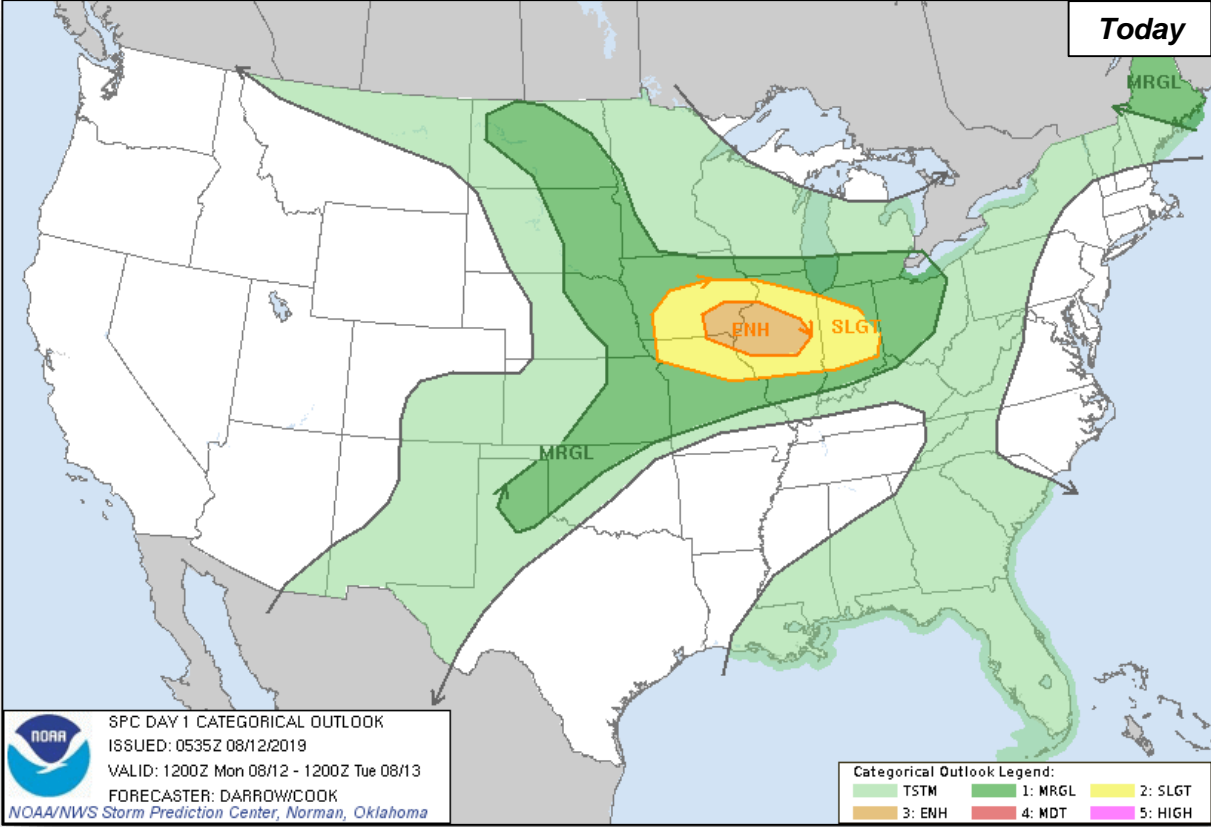 Today
MRGL
ENH
SLGT
MRGL
NOAA
SPC DAY 1 CATEGORICAL OUTLOOK
ISSUED: 0535Z 08/12/2019
VALID: 1200Z Mon 08/12 - 1200Z Tue 08/13
FORECASTER: DARROW/COOK
NOAA/NWS Storm Prediction Center, Norman, Oklahoma
Categorical Outlook Legend:
TSTM 1: MRGL 2: SLGT
3: ENH 4: MDT 5: HIGH